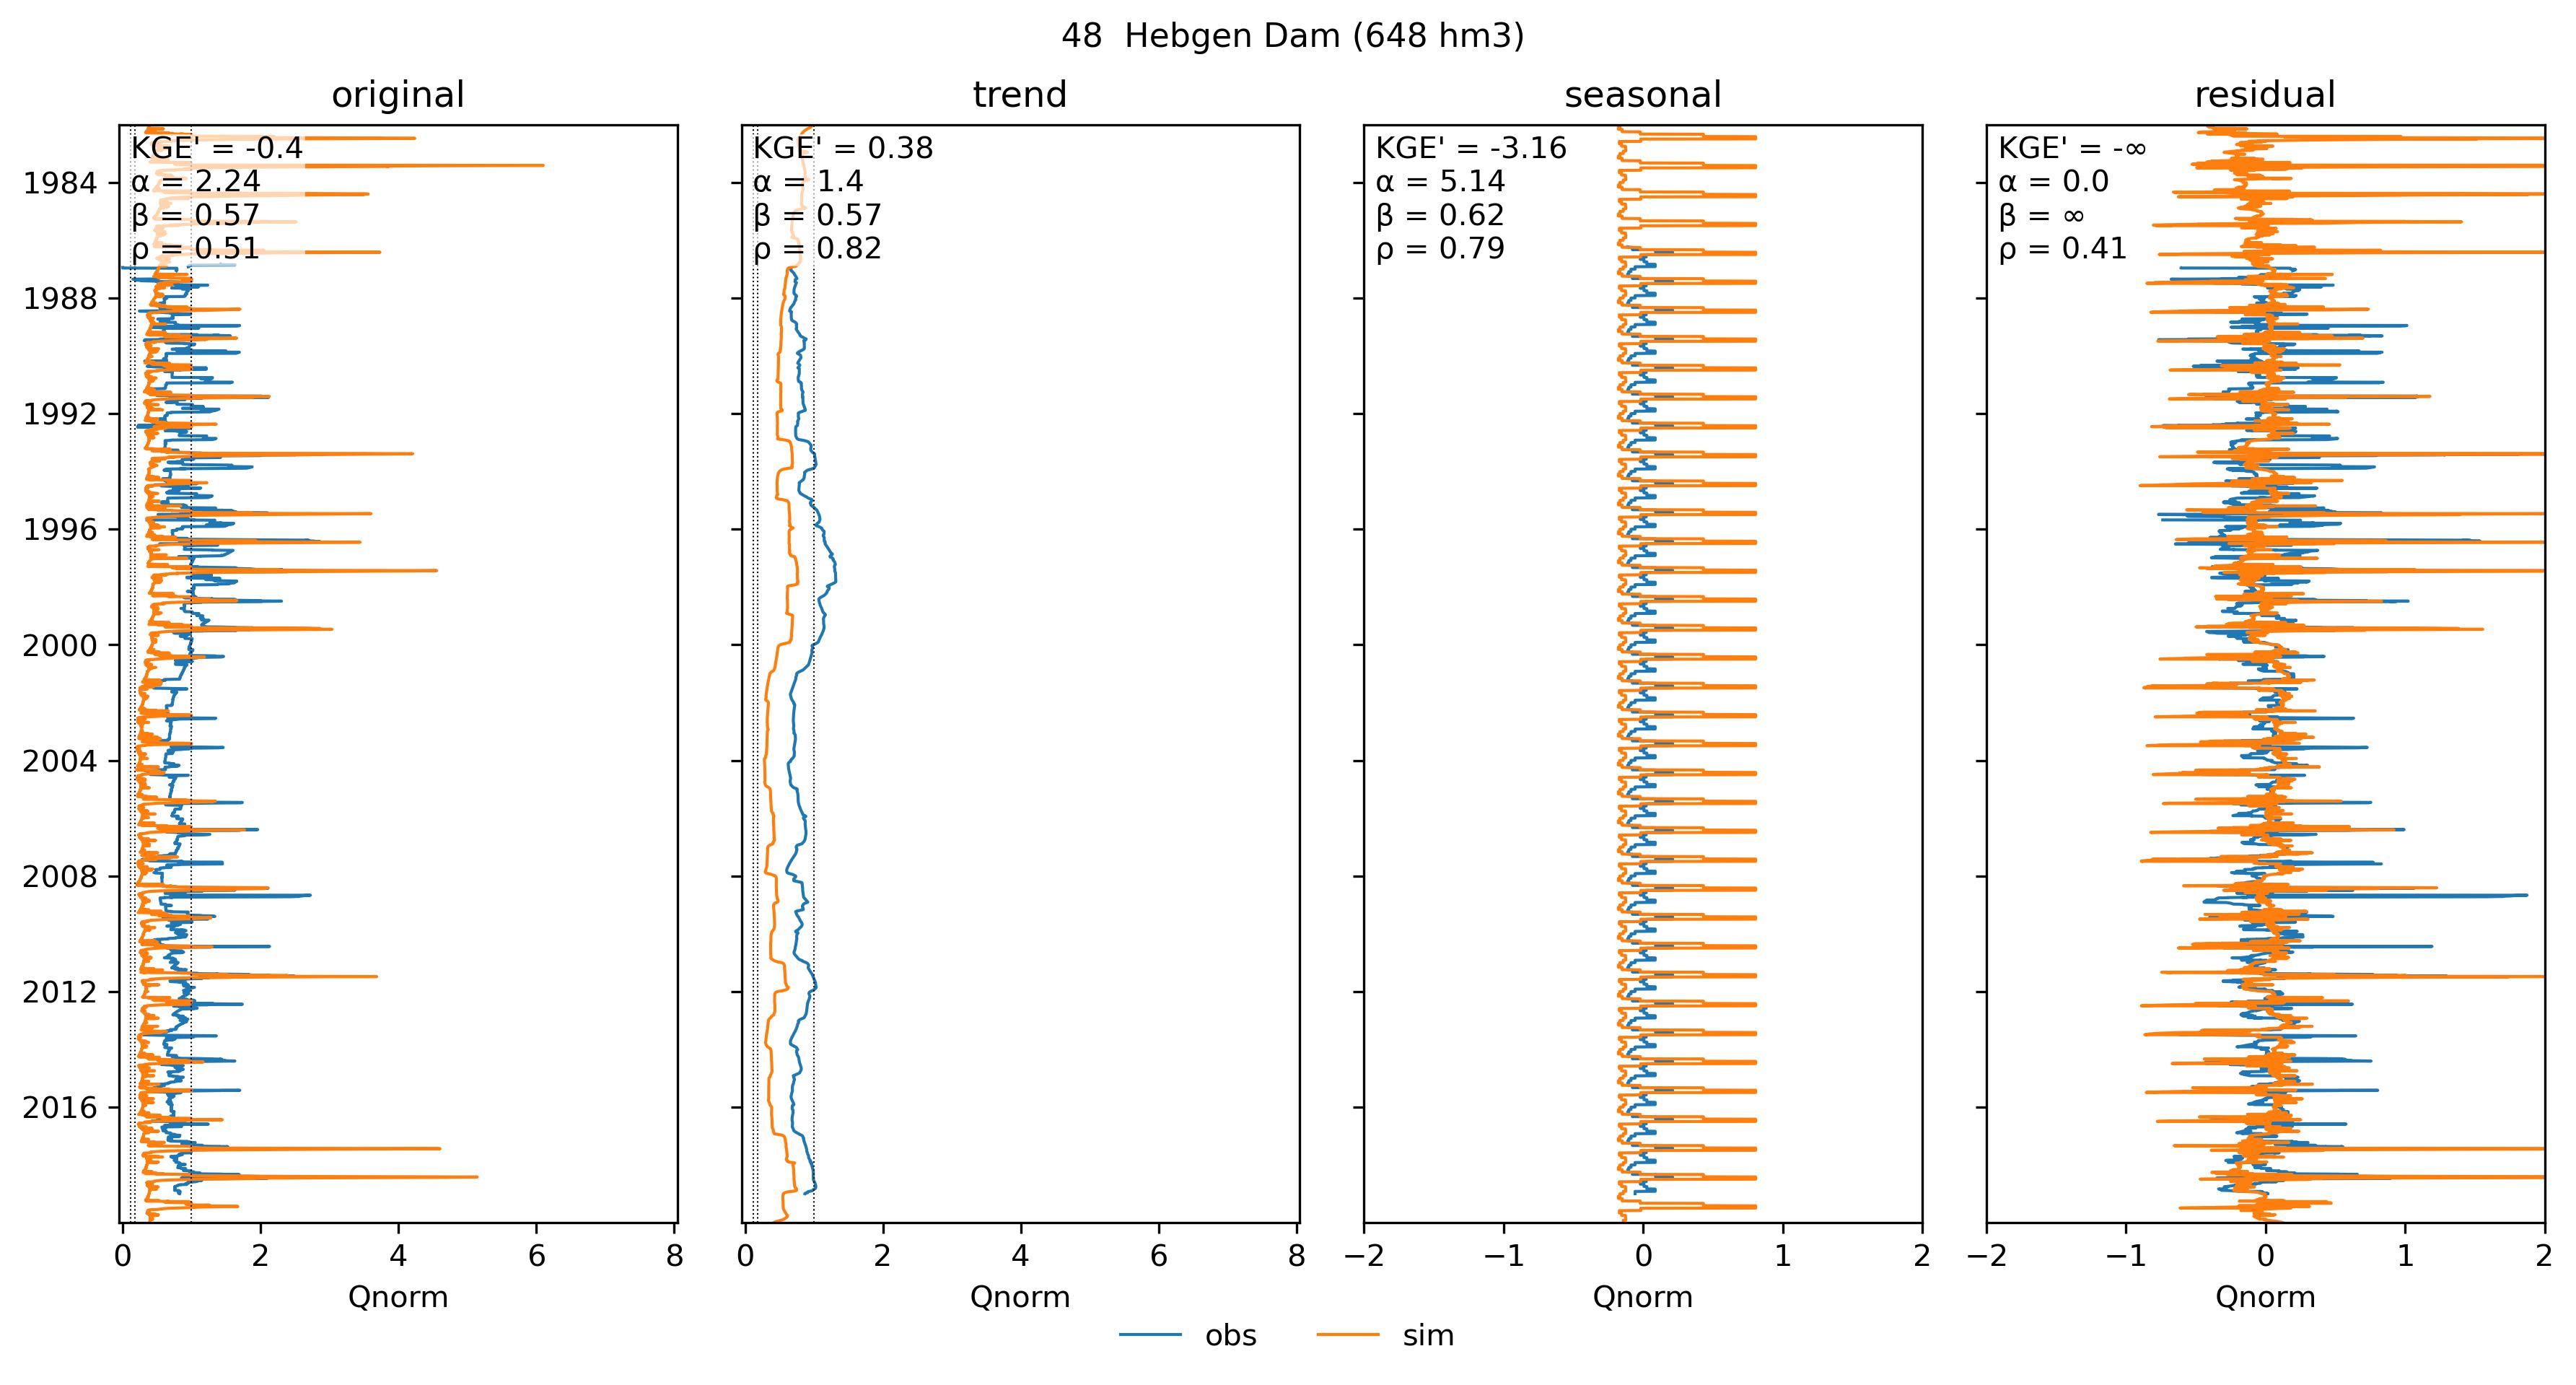 48  Hebgen Dam (648 hm3)
original
trend
seasonal
residual
KGE' = -0.4
α = 2.24
β = 0.57
ρ = 0.51
KGE' = 0.38
α = 1.4
β = 0.57
ρ = 0.82
KGE' = -3.16
α = 5.14
β = 0.62
ρ = 0.79
KGE' = -∞
α = 0.0
β = ∞
ρ = 0.41
1984
1988
1992
1996
2000
2004
2008
2012
2016
0 2 4 6 8
0 2 4 6 8
−2 −1 0 1 2
−2 −1 0 1 2
Qnorm
Qnorm
Qnorm
Qnorm
obs
sim